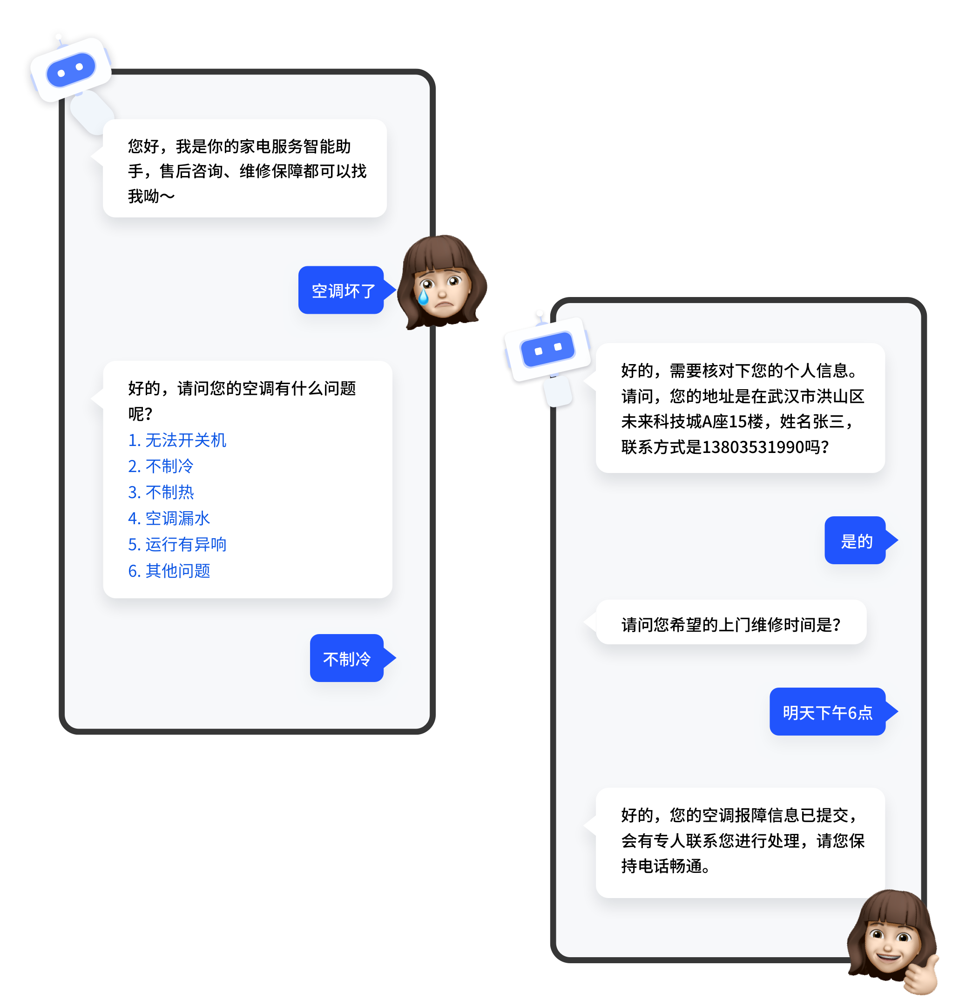 您好，我是你的家电服务智能助
手，售后咨询、维修保障都可以找
我呦～
空调坏了
好的，请问您的空调有什么问题
呢？
1. 无法开关机
2. 不制冷
3. 不制热
4. 空调漏水
5. 运行有异响
6. 其他问题
不制冷
好的，需要核对下您的个人信息。
请问，您的地址是在武汉市洪山区
未来科技城A座15楼，姓名张三，
联系方式是13803531990吗？
是的
请问您希望的上门维修时间是？
明天下午6点
好的，您的空调报障信息已提交，
会有专人联系您进行处理，请您保
持电话畅通。